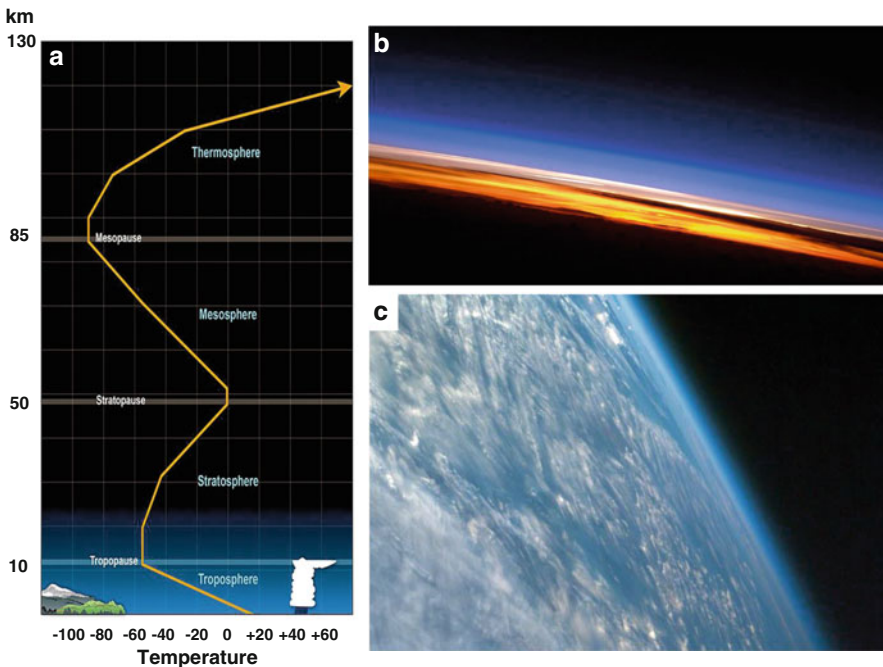 km
130
a
Thermosphere
85
Mesopause
Mesosphere
50
Stratopause
Stratosphere
10
Tropopause
Troposphere
-100 -80 -60 -40 -20 0 +20 +40 +60
Temperature
b
c